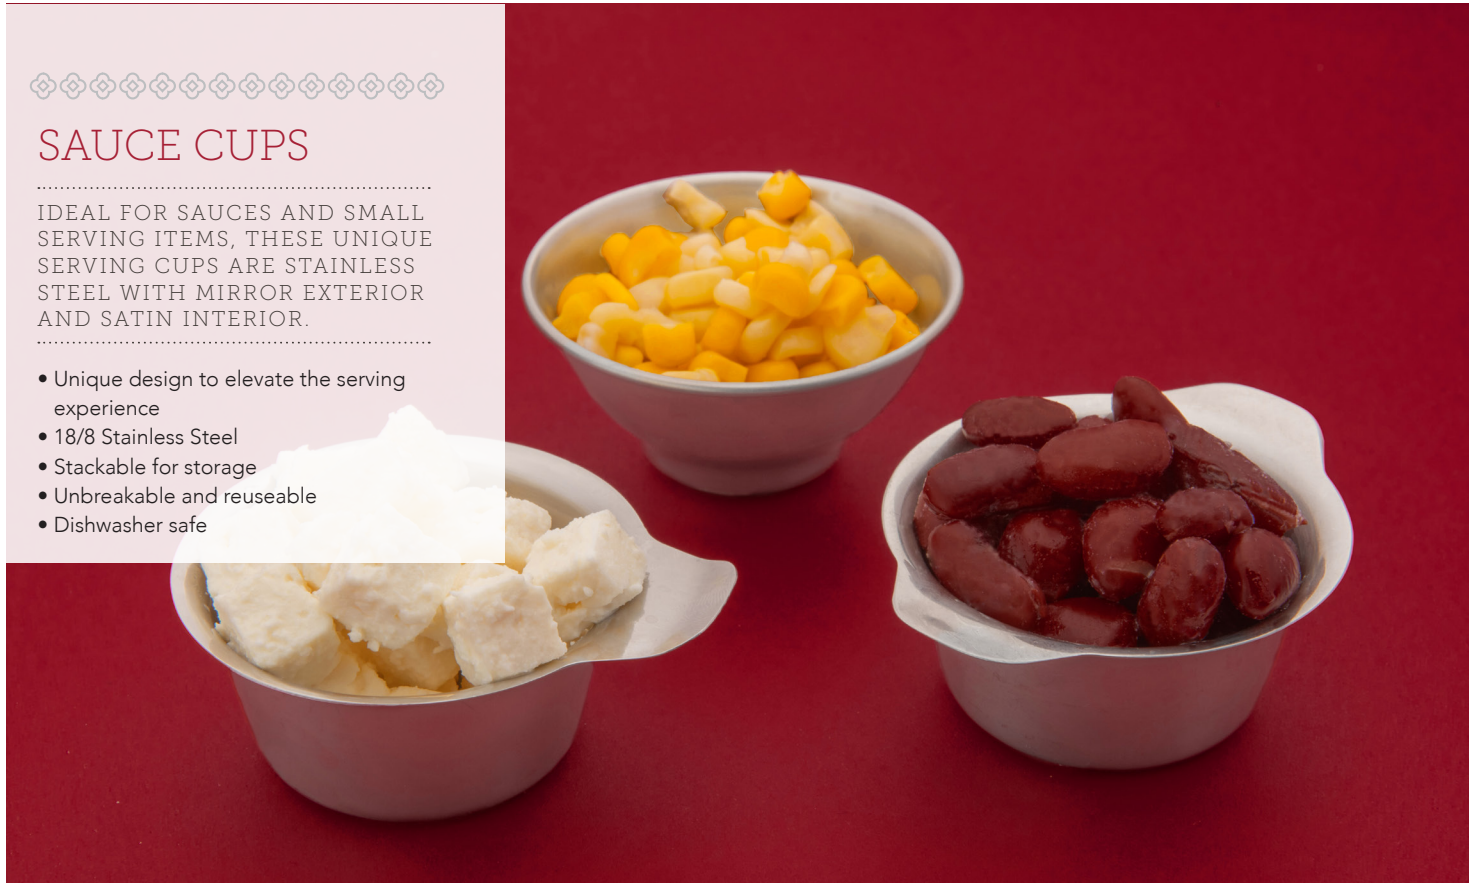 SAUCE CUPS
IDEAL FOR SAUCES AND SMALL
SERVING ITEMS, THESE UNIQUE
SERVING CUPS ARE STAINLESS
STEEL WITH MIRROR EXTERIOR
AND SATIN INTERIOR.
• Unique design to elevate the serving
experience
• 18/8 Stainless Steel
• Stackable for storage
• Unbreakable and reuseable
• Dishwasher safe